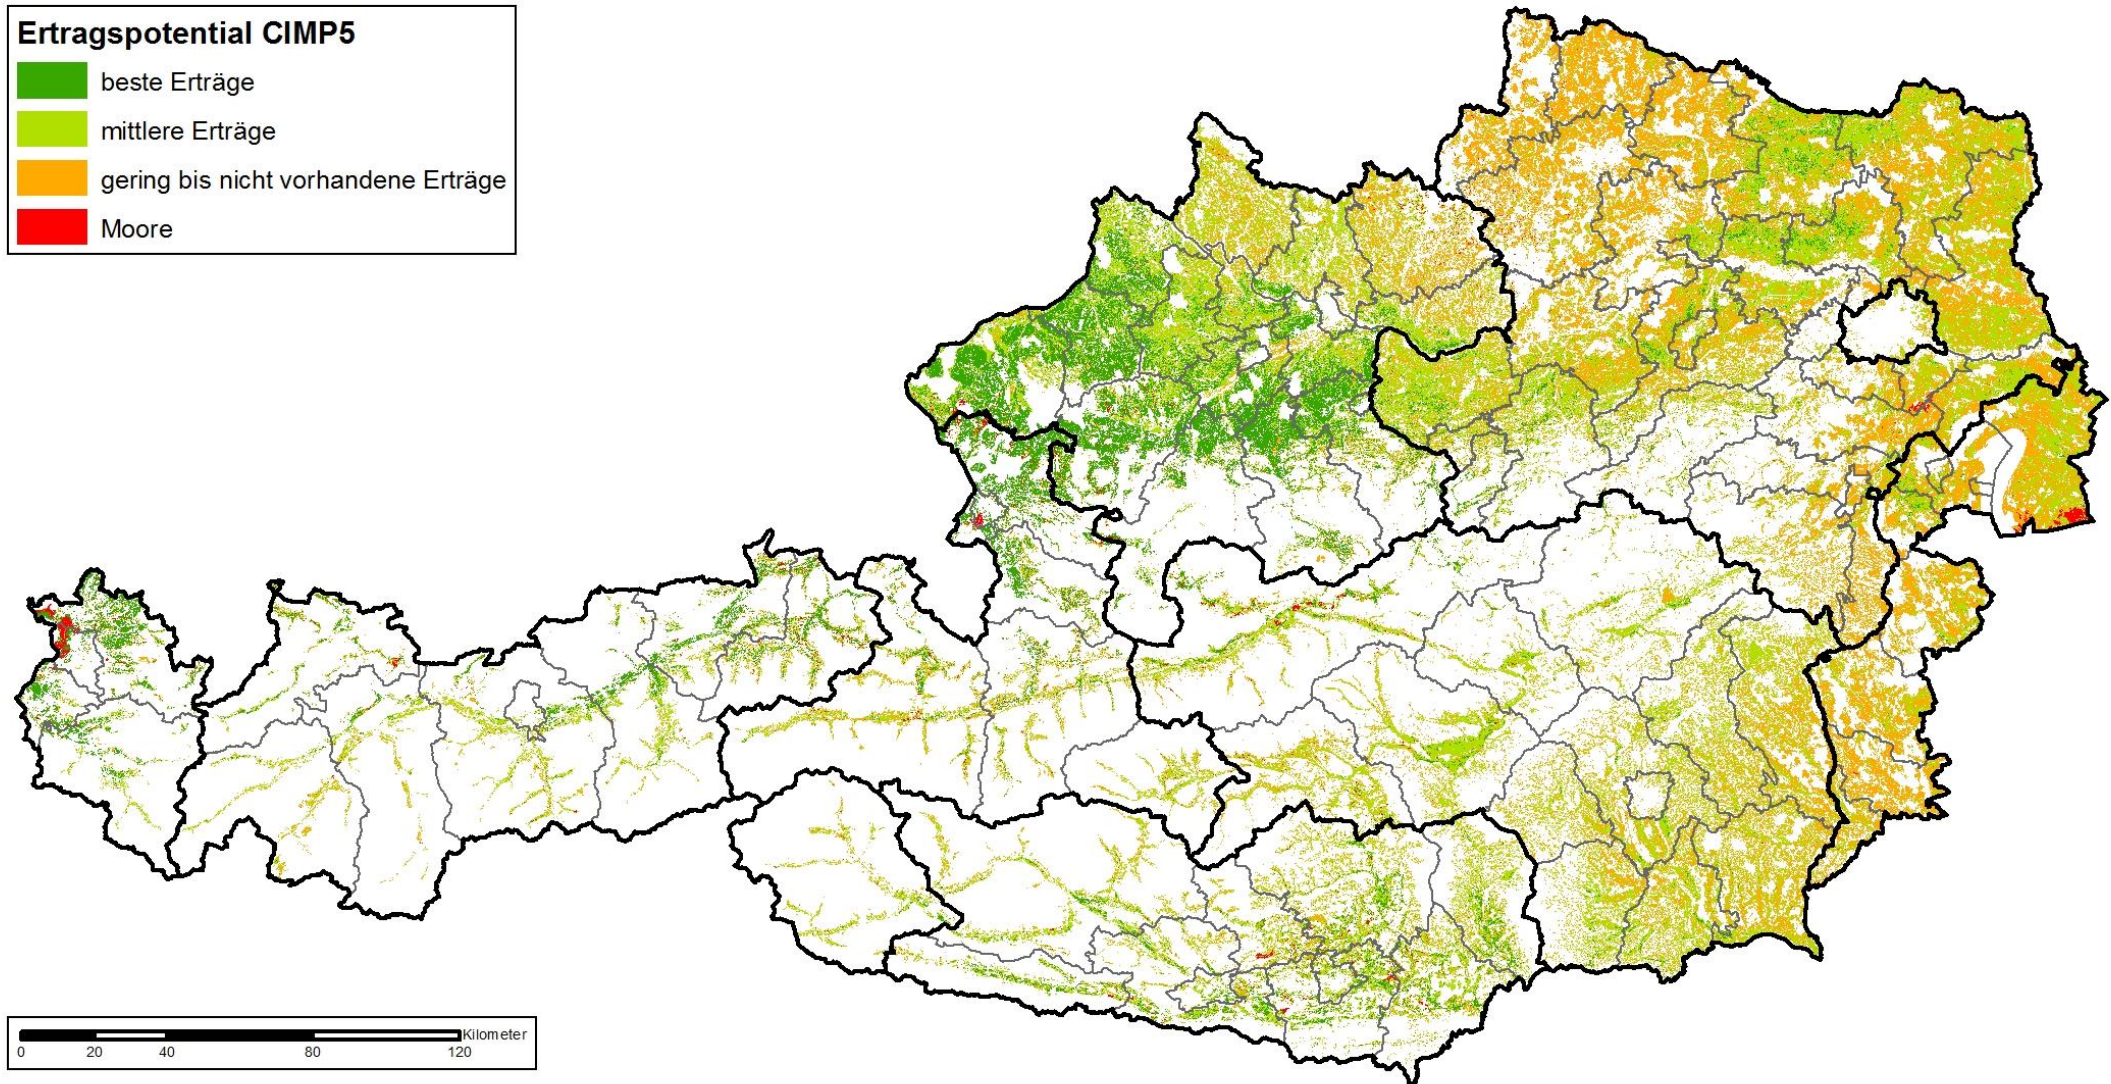 Ertragspotential CIMP5
beste Erträge
mittlere Erträge
gering bis nicht vorhandene Erträge
Moore
Kilometer
0 20 40 80 120